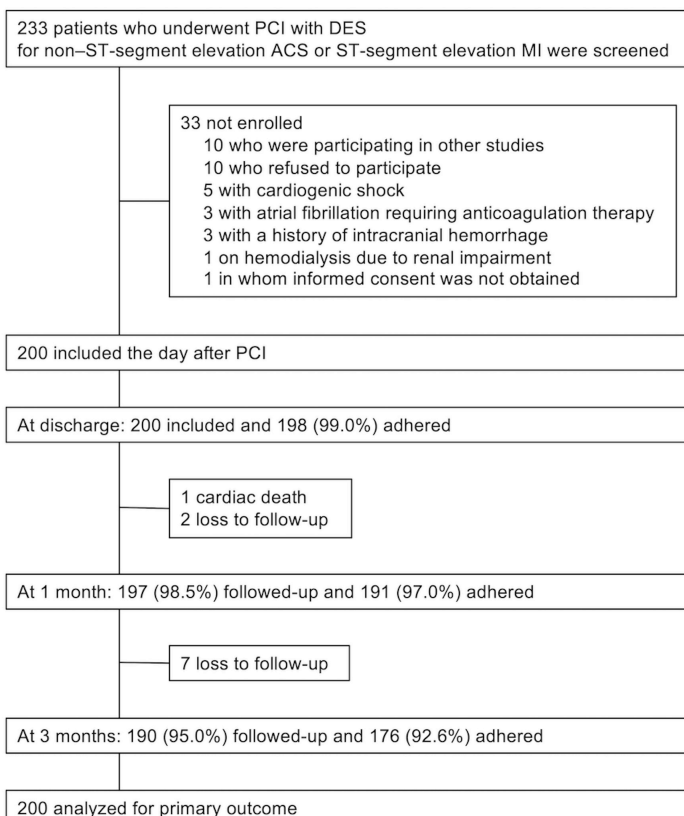 233 patients who underwent PCI with DES
for non–ST-segment elevation ACS or ST-segment elevation MI were screened
33 not enrolled
10 who were participating in other studies
10 who refused to participate
5 with cardiogenic shock
3 with atrial fibrillation requiring anticoagulation therapy
3 with a history of intracranial hemorrhage
1 on hemodialysis due to renal impairment
1 in whom informed consent was not obtained
200 included the day after PCI
At discharge: 200 included and 198 (99.0%) adhered
1 cardiac death
2 loss to follow-up
At 1 month: 197 (98.5%) followed-up and 191 (97.0%) adhered
7 loss to follow-up
At 3 months: 190 (95.0%) followed-up and 176 (92.6%) adhered
200 analyzed for primary outcome